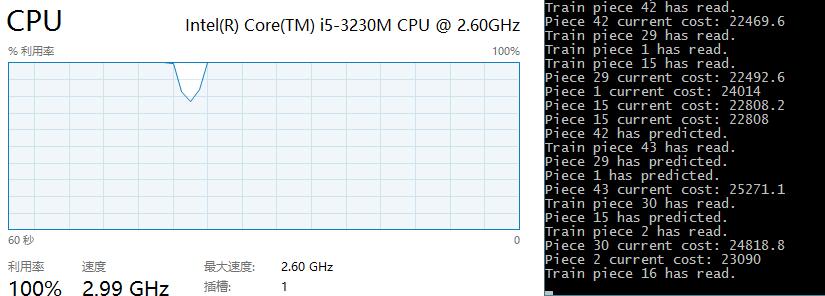 CPU
Intel(R) Core(TM) i5-3230M CPU @ 2.60GHz
% 利用率
100%
60 秒
0
利用率
速度
最大速度:
2.60 GHz
100%
2.99 GHz
插槽:
1
Train piece 42 has read.
Piece 42 current cost: 22469.6
Train piece 29 has read.
Train piece 1 has read.
Train piece 15 has read.
Piece 29 current cost: 22492.6
Piece 1 current cost: 24014
Piece 15 current cost: 22808.2
Piece 15 current cost: 22808
Piece 42 has predicted.
Train piece 43 has read.
Piece 29 has predicted.
Piece 1 has predicted.
Piece 43 current cost: 25271.1
Train piece 30 has read.
Piece 15 has predicted.
Train piece 2 has read.
Piece 30 current cost: 24818.8
Piece 2 current cost: 23090
Train piece 16 has read.